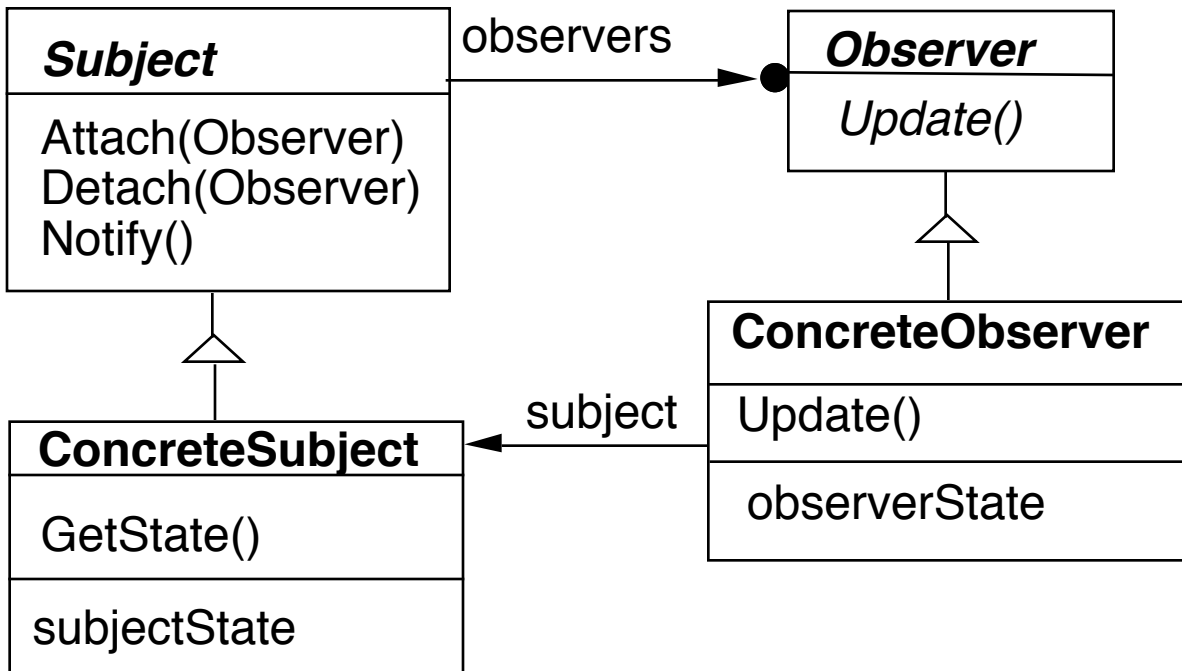 Subject
Attach(Observer)
Detach(Observer)
Notify()
observers
Observer
Update()
ConcreteObserver
Update()
observerState
subject
ConcreteSubject
GetState()
subjectState